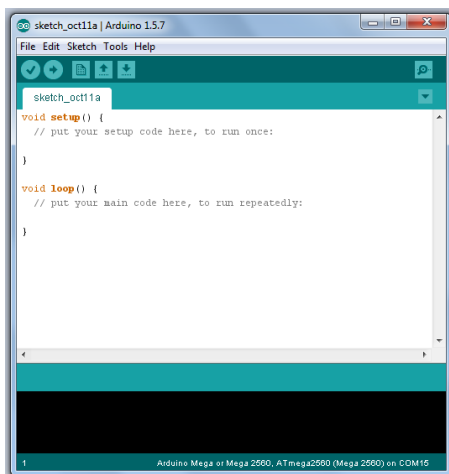 sketch_oct11a | Arduino 1.5.7
File Edit Sketch Tools Help
sketch_oct11a
void setup() {
  // put your setup code here, to run once:
}
void loop() {
  // put your main code here, to run repeatedly:
}
1 Arduino Mega or Mega 2560, ATmega2560 (Mega 2560) on COM15